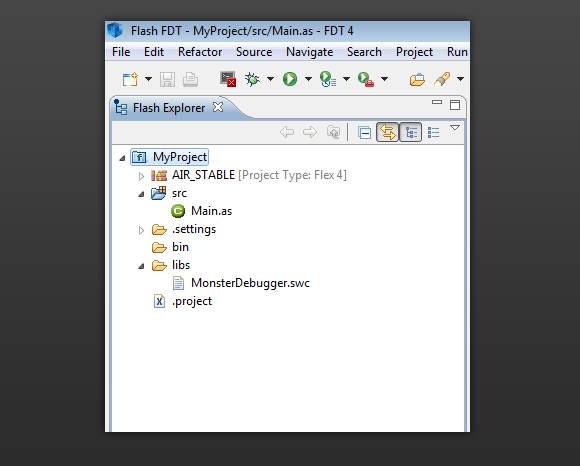 Flash FDT - MyProject/src/Main.as - FDT 4
File Edit Refactor Source Navigate Search Project Run
Flash Explorer
MyProject
AIR_STABLE [Project Type: Flex 4]
src
Main.as
.settings
bin
libs
MonsterDebugger.swc
.project